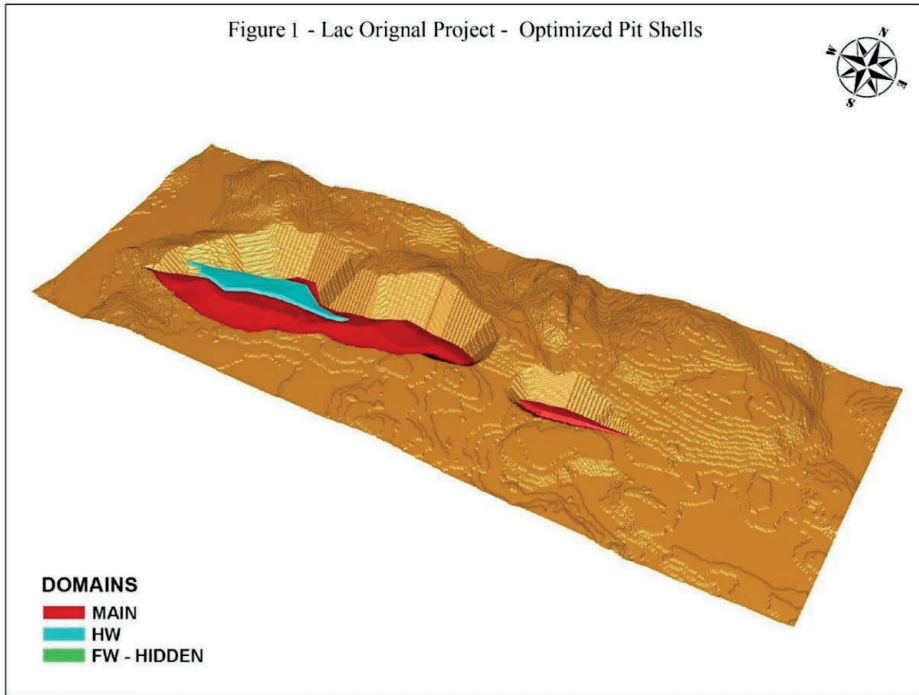 Figure 1 - Lac Orignal Project - Optimized Pit Shells
N
W
E
S
DOMAINS
MAIN
HW
FW - HIDDEN